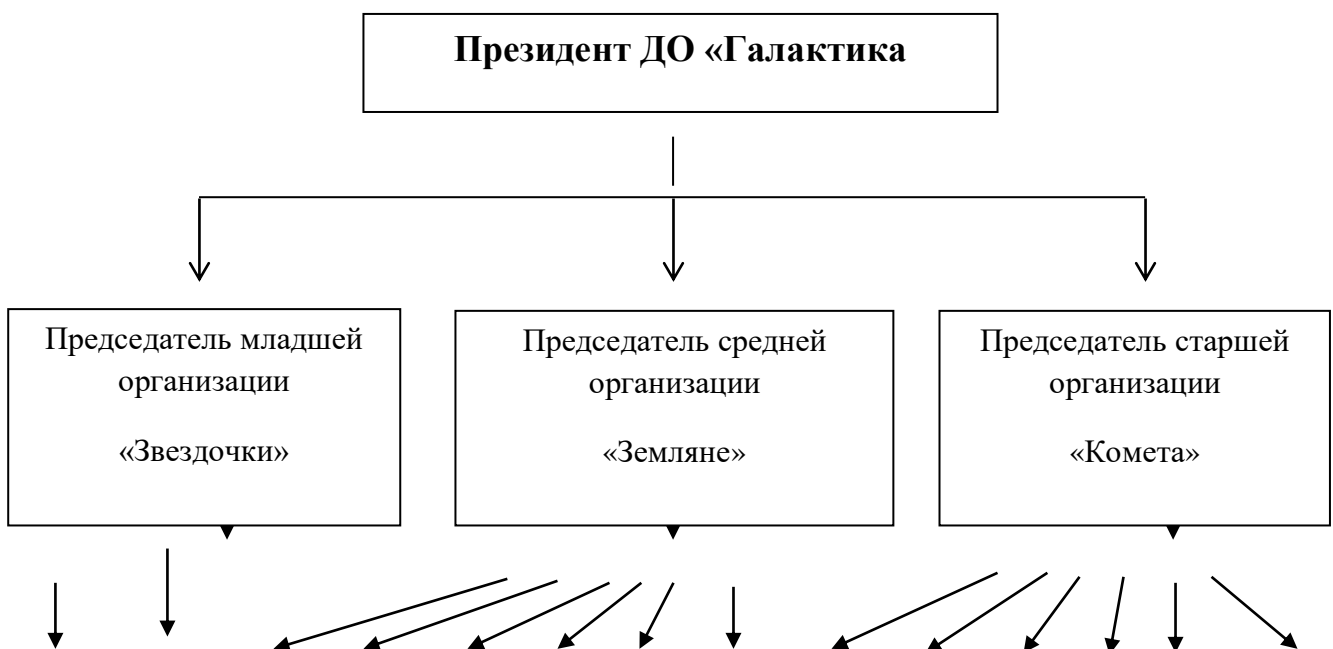 Президент ДО «Галактика
Председатель младшей
организации
«Звездочки»
Председатель средней
организации
«Земляне»
Председатель старшей
организации
«Комета»